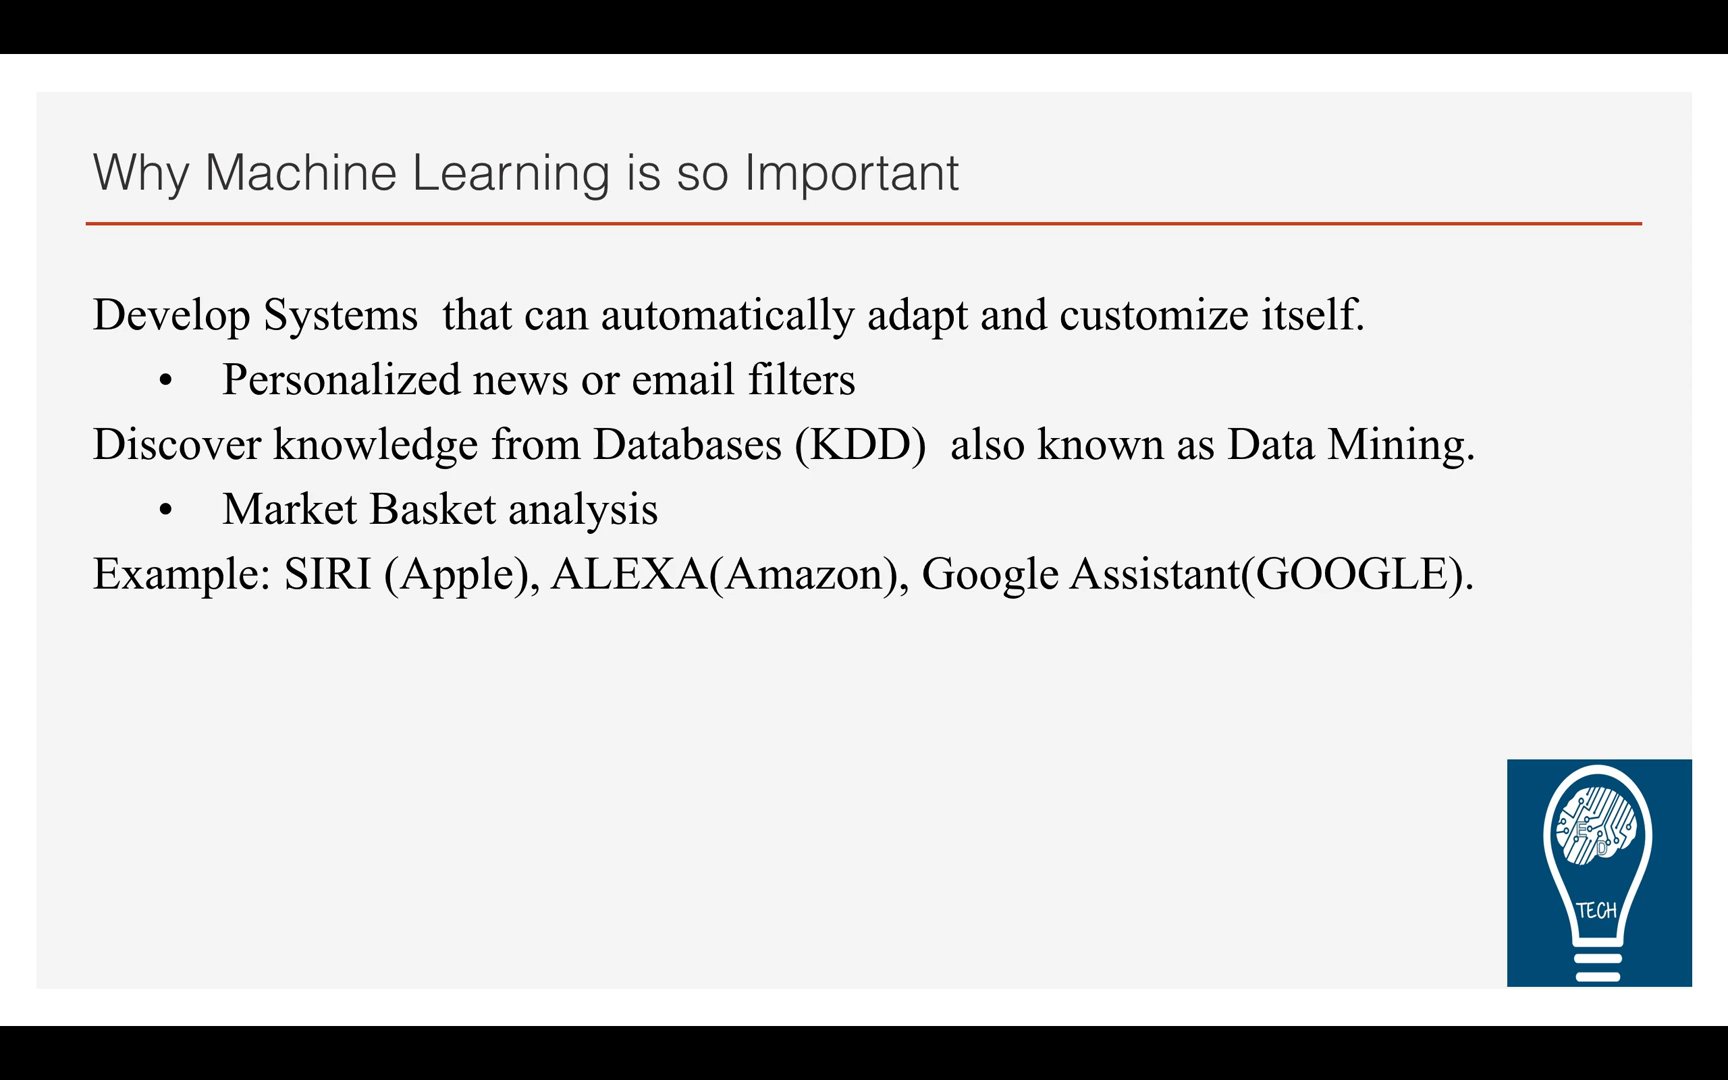 Why Machine Learning is so Important
Develop Systems  that can automatically adapt and customize itself.
• Personalized news or email filters
Discover knowledge from Databases (KDD)  also known as Data Mining.
• Market Basket analysis
Example: SIRI (Apple), ALEXA(Amazon), Google Assistant(GOOGLE).
E
D
TECH